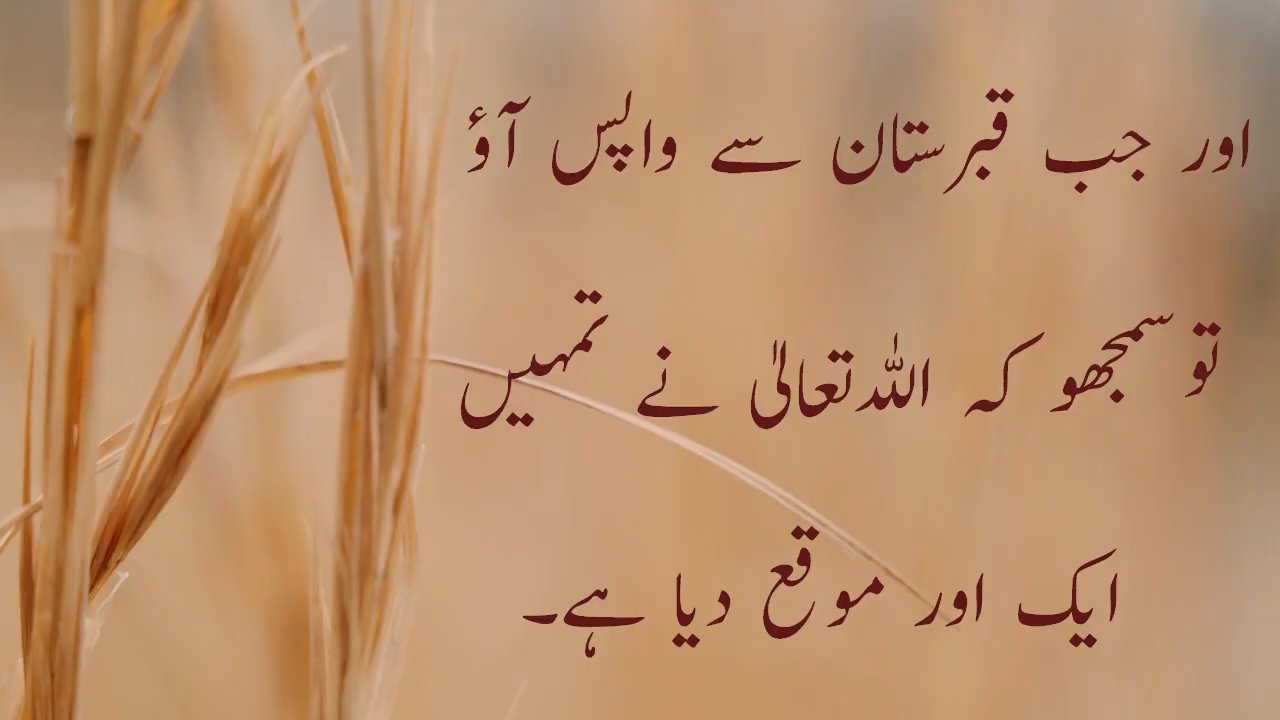 اور جب قبرستان سے واپس آؤ
تو سمجھو کہ اللہ تعالیٰ نے تمہیں
ایک اور موقع دیا ہے۔